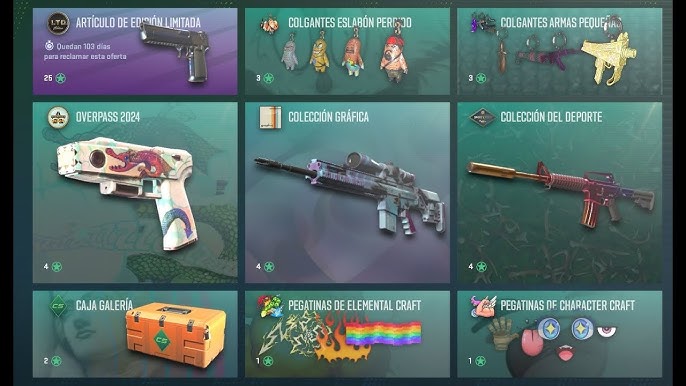 LTD
ARTÍCULO DE EDICIÓN LIMITADA
Quedan 103 días
para reclamar esta oferta
25
COLGANTES ESLABÓN PERDIDO
3
COLGANTES ARMAS PEQUEÑAS
3
OVERPASS 2024
4
COLECCIÓN GRÁFICA
4
COLECCIÓN DEL DEPORTE
4
CAJA GALERÍA
CS
2
PEGATINAS DE ELEMENTAL CRAFT
1
PEGATINAS DE CHARACTER CRAFT
1